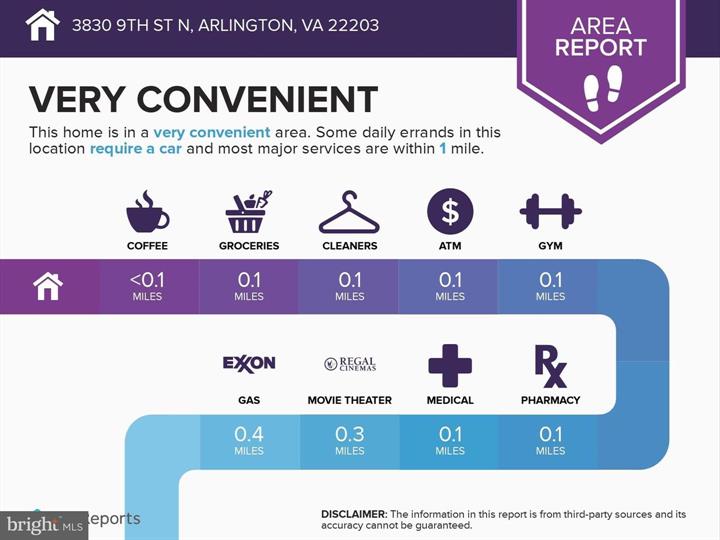 3830 9TH ST N, ARLINGTON, VA 22203
AREA
REPORT
VERY CONVENIENT
This home is in a very convenient area. Some daily errands in this
location require a car and most major services are within 1 mile.
$
COFFEE GROCERIES CLEANERS ATM GYM
<0.1 0.1 0.1 0.1 0.1
MILES MILES MILES MILES MILES
EXXON REGAL CINEMAS Rx
GAS MOVIE THEATER MEDICAL PHARMACY
0.4 0.3 0.1 0.1
MILES MILES MILES MILES
DISCLAIMER: The information in this report is from third-party sources and its
accuracy cannot be guaranteed.
Reports
bright MLS